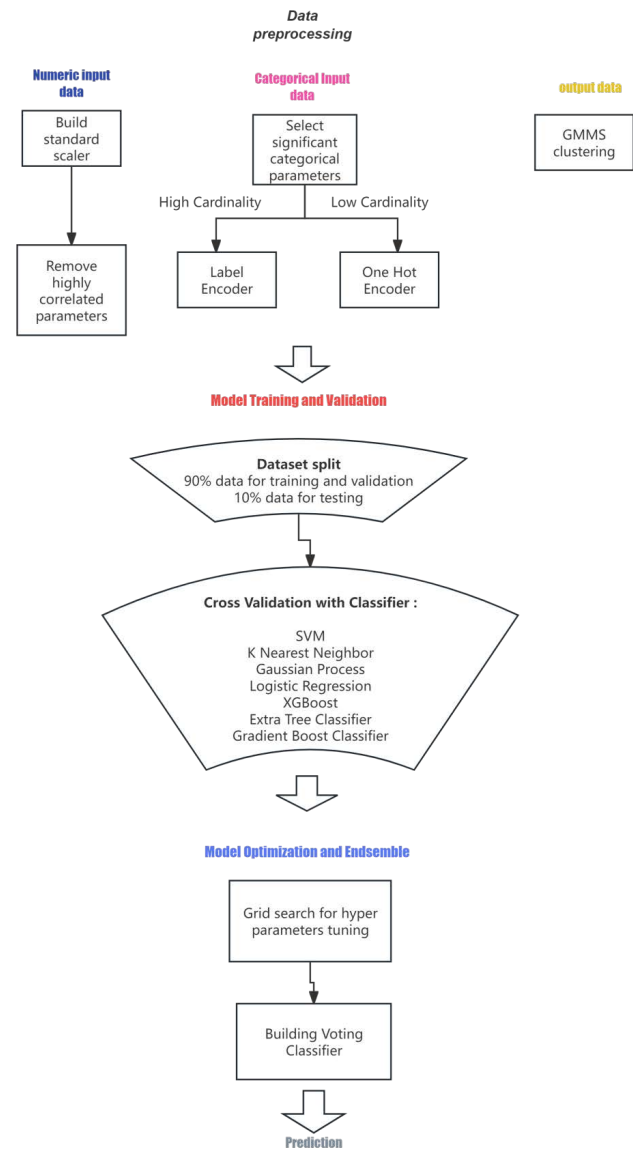 Data
preprocessing
Numeric input
data
Categorical Input
data
output data
Build
standard
scaler
Select
significant
categorical
parameters
GMMS
clustering
High Cardinality
Low Cardinality
Remove
highly
correlated
parameters
Label
Encoder
One Hot
Encoder
Model Training and Validation
Dataset split
90% data for training and validation
10% data for testing
Cross Validation with Classifier :
SVM
K Nearest Neighbor
Gaussian Process
Logistic Regression
XGBoost
Extra Tree Classifier
Gradient Boost Classifier
Model Optimization and Endsemble
Grid search for hyper
parameters tuning
Building Voting
Classifier
Prediction